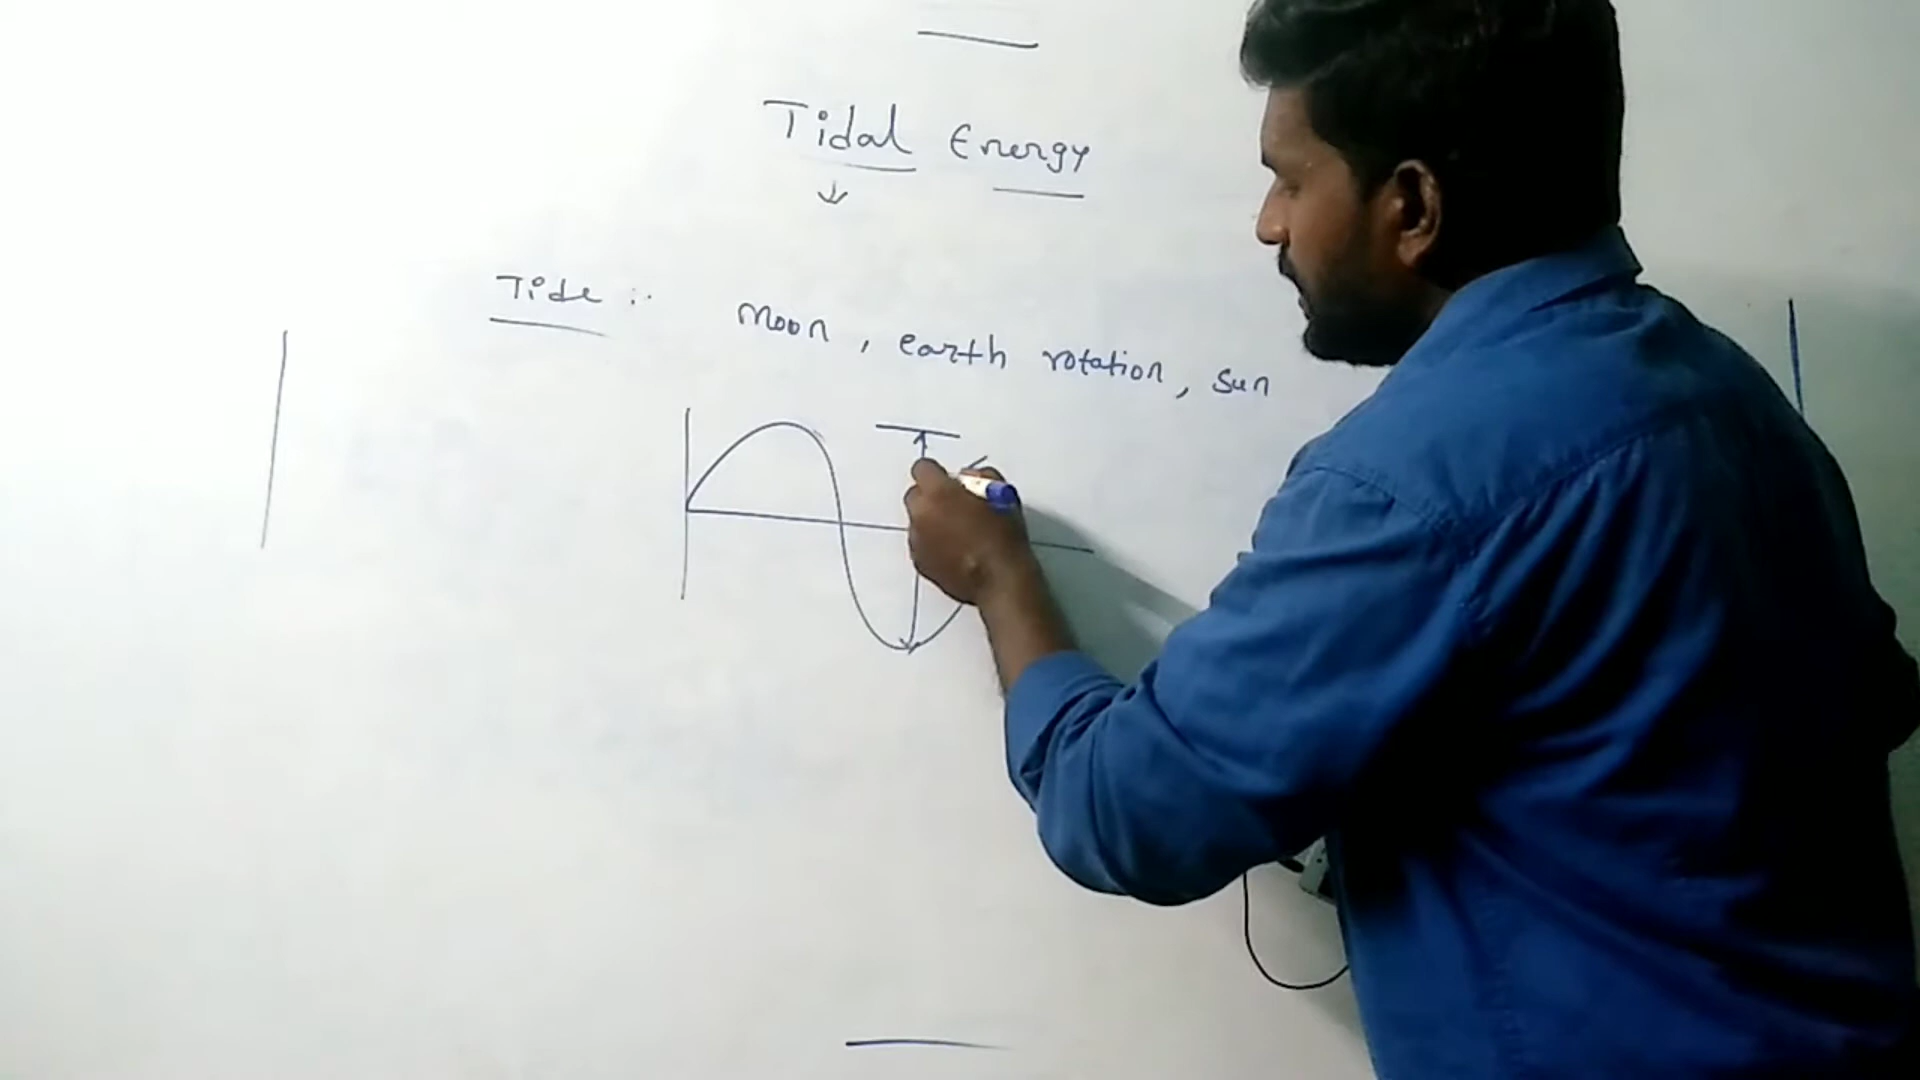 Tidal Energy
Tide :-
Moon, earth rotation, Sun